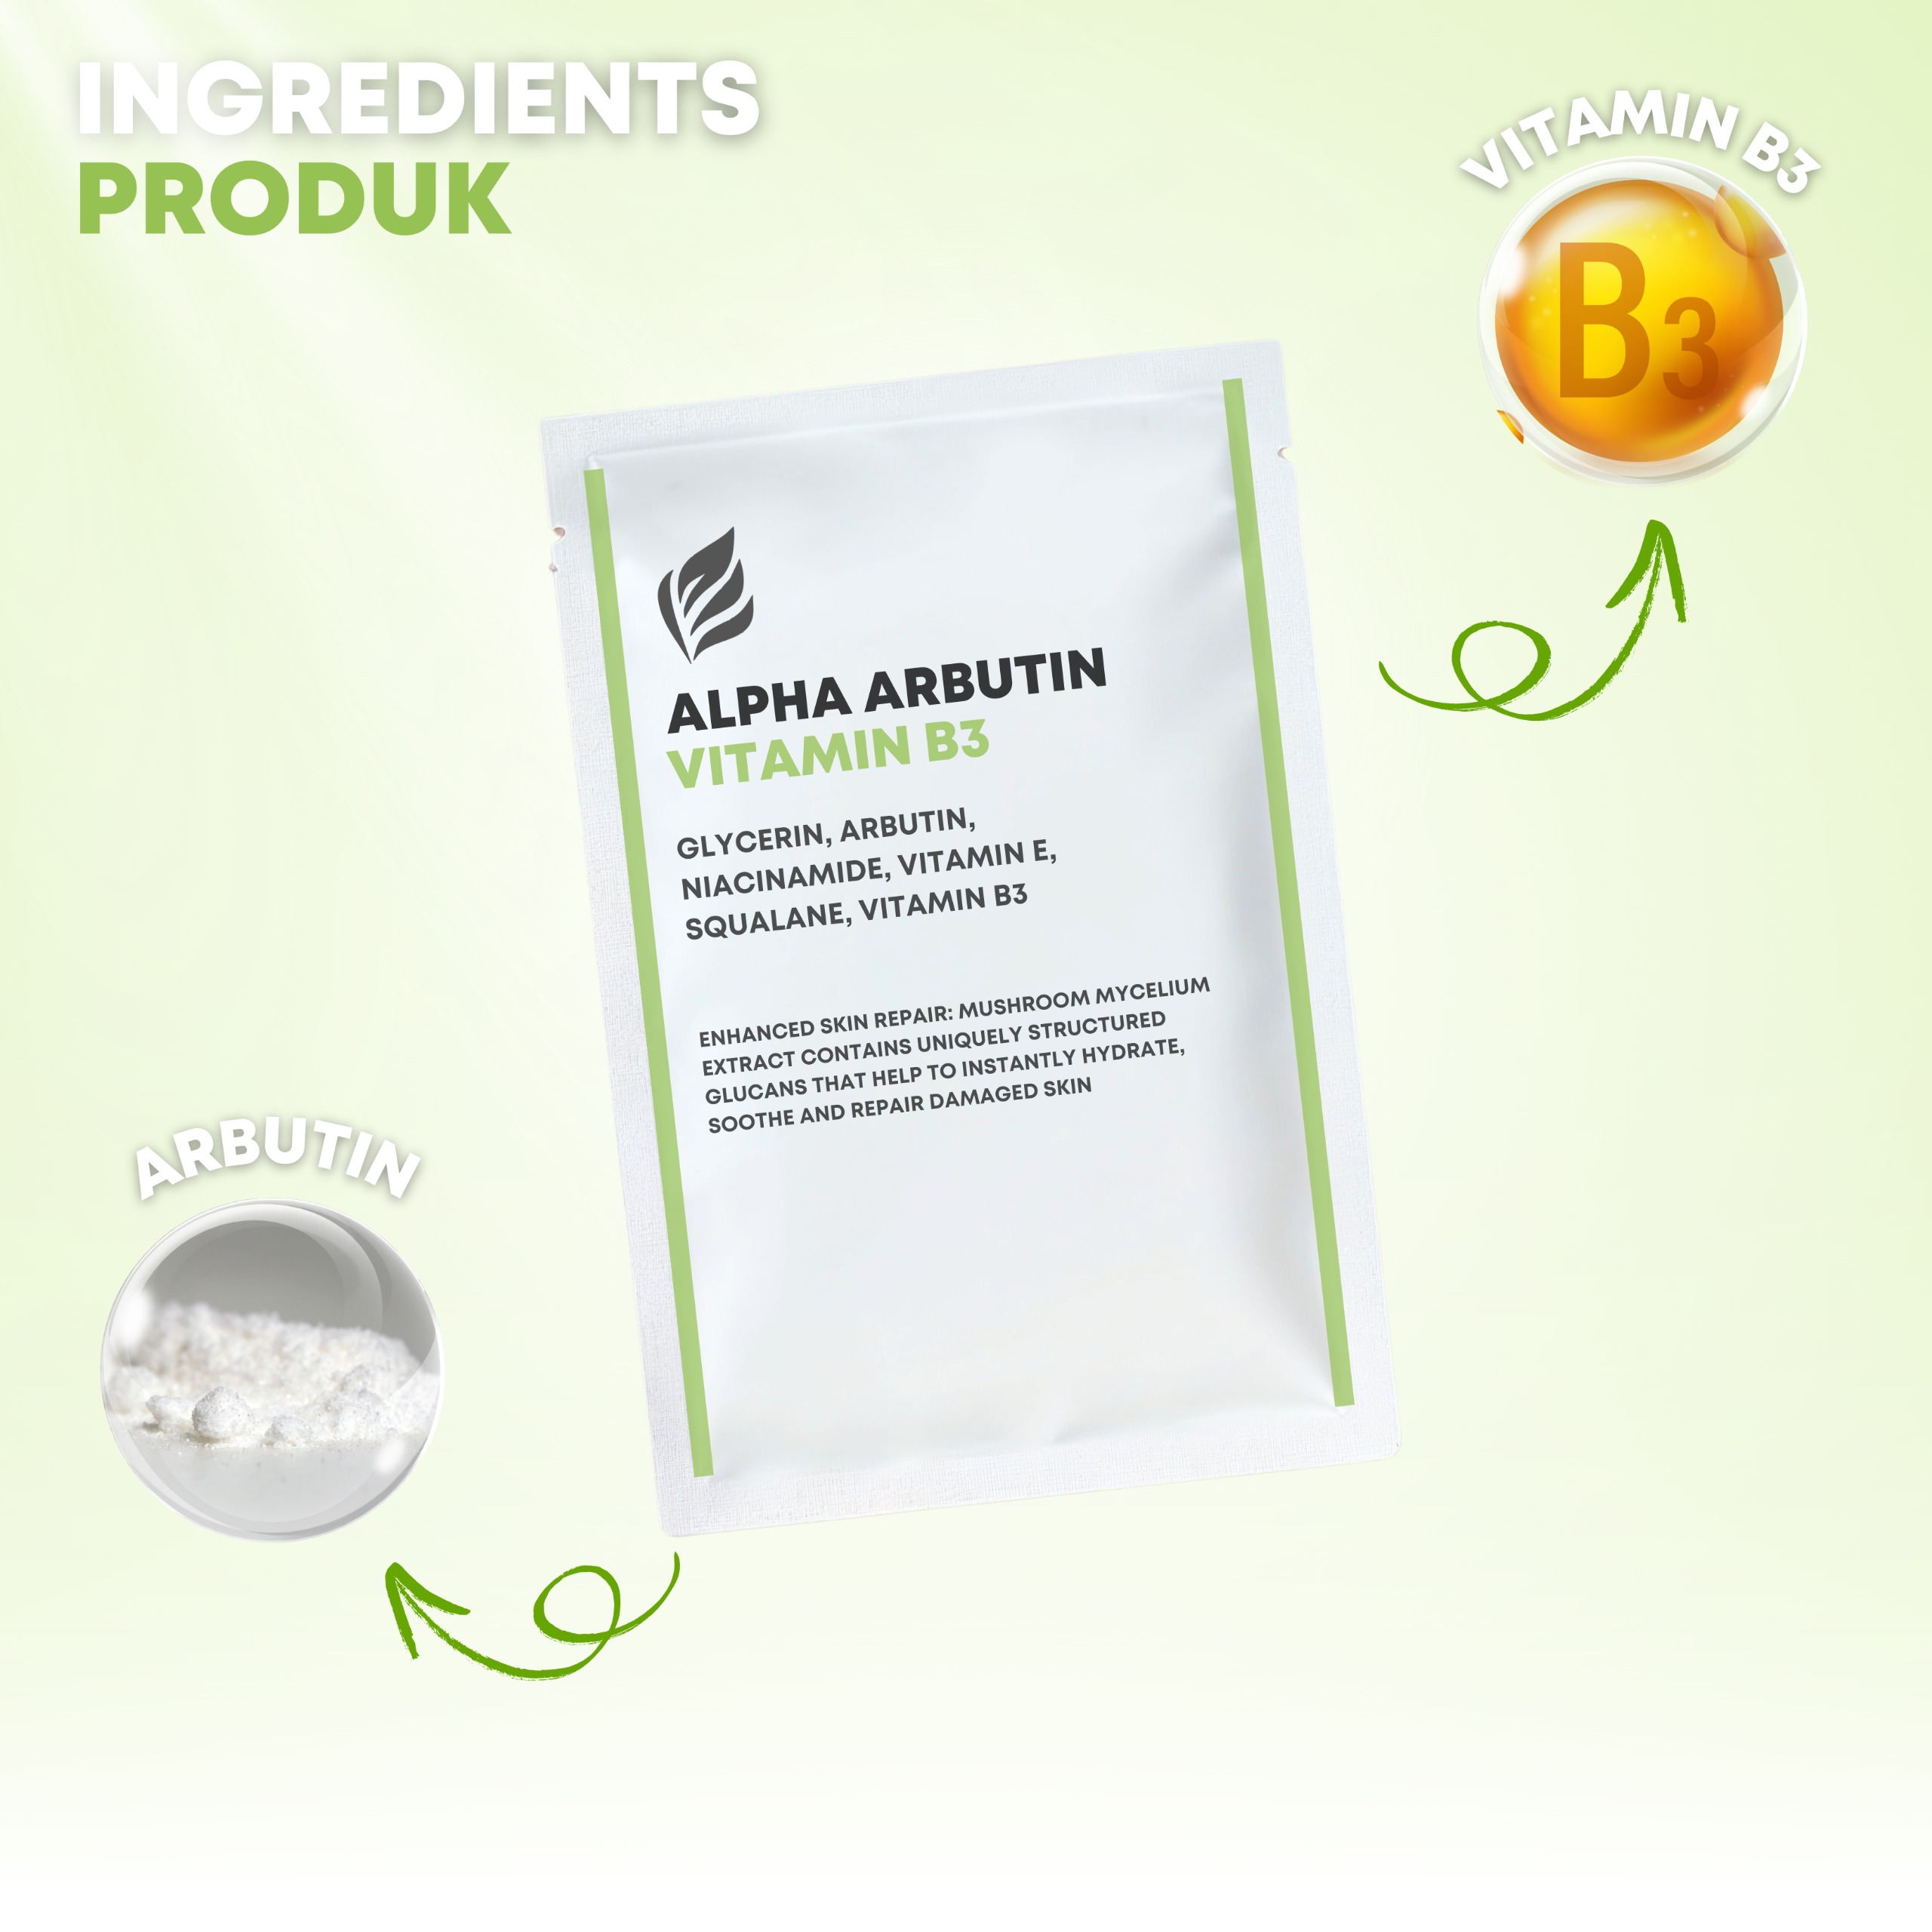 INGREDIENTS
PRODUK
VITAMIN B3
B3
ALPHA ARBUTIN
VITAMIN B3
GLYCERIN, ARBUTIN,
NIACINAMIDE, VITAMIN E,
SQUALANE, VITAMIN B3
ENHANCED SKIN REPAIR: MUSHROOM MYCELIUM
EXTRACT CONTAINS UNIQUELY STRUCTURED
GLUCANS THAT HELP TO INSTANTLY HYDRATE,
SOOTHE AND REPAIR DAMAGED SKIN
ARBUTIN